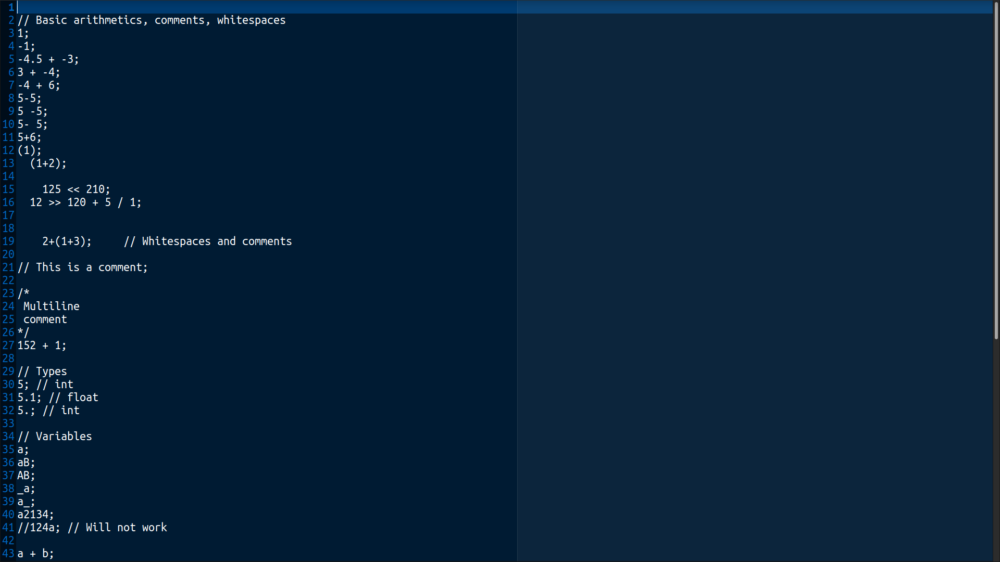 1
2 // Basic arithmetics, comments, whitespaces
3 1;
4 -1;
5 -4.5 + -3;
6 3 + -4;
7 -4 + 6;
8 5-5;
9 5 -5;
10 5- 5;
11 5+6;
12 (1);
13   (1+2);
14
15     125 << 210;
16   12 >> 120 + 5 / 1;
17
18
19     2+(1+3);     // Whitespaces and comments
20
21 // This is a comment;
22
23 /*
24  Multiline
25  comment
26 */
27 152 + 1;
28
29 // Types
30 5; // int
31 5.1; // float
32 5.; // int
33
34 // Variables
35 a;
36 aB;
37 AB;
38 _a;
39 a_;
40 a2134;
41 //124a; // Will not work
42
43 a + b;